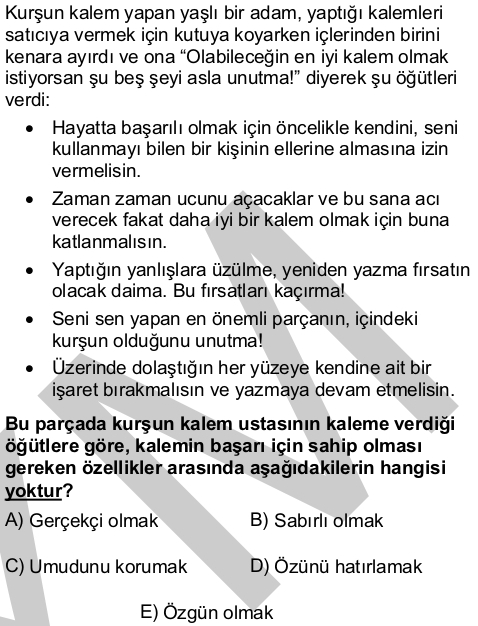 Kurşun kalem yapan yaşlı bir adam, yaptığı kalemleri
satıcıya vermek için kutuya koyarken içlerinden birini
kenara ayırdı ve ona “Olabileceğin en iyi kalem olmak
istiyorsan şu beş şeyi asla unutma!” diyerek şu öğütleri
verdi:
• Hayatta başarılı olmak için öncelikle kendini, seni
kullanmayı bilen bir kişinin ellerine almasına izin
vermelisin.
• Zaman zaman ucunu açacaklar ve bu sana acı
verecek fakat daha iyi bir kalem olmak için buna
katlanmalısın.
• Yaptığın yanlışlara üzülme, yeniden yazma fırsatın
olacak daima. Bu fırsatları kaçırma!
• Seni sen yapan en önemli parçanın, içindeki
kurşun olduğunu unutma!
• Üzerinde dolaştığın her yüzeye kendine ait bir
işaret bırakmalısın ve yazmaya devam etmelisin.
Bu parçada kurşun kalem ustasının kaleme verdiği
öğütlere göre, kalemin başarı için sahip olması
gereken özellikler arasında aşağıdakilerin hangisi
yoktur?
A) Gerçekçi olmak B) Sabırlı olmak
C) Umudunu korumak D) Özünü hatırlamak
E) Özgün olmak